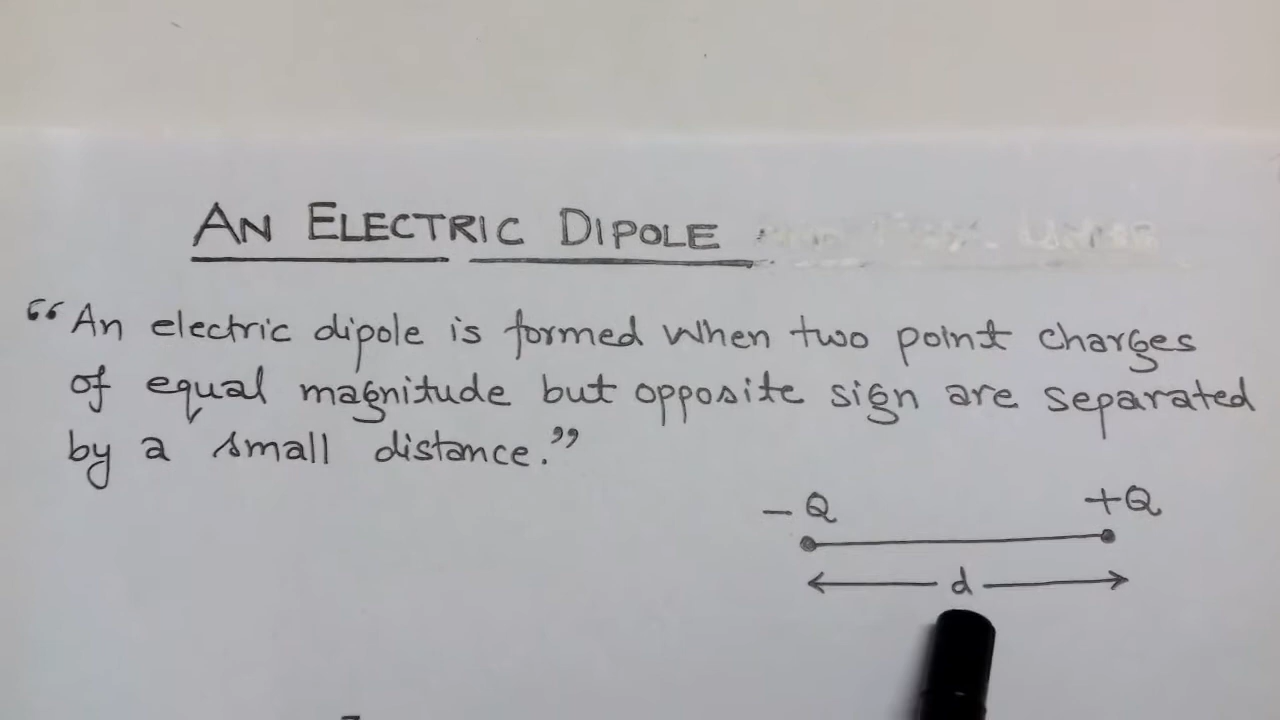 AN ELECTRIC DIPOLE
“An electric dipole is formed when two point charges
of equal magnitude but opposite sign are separated
by a small distance.”
- Q +Q
d